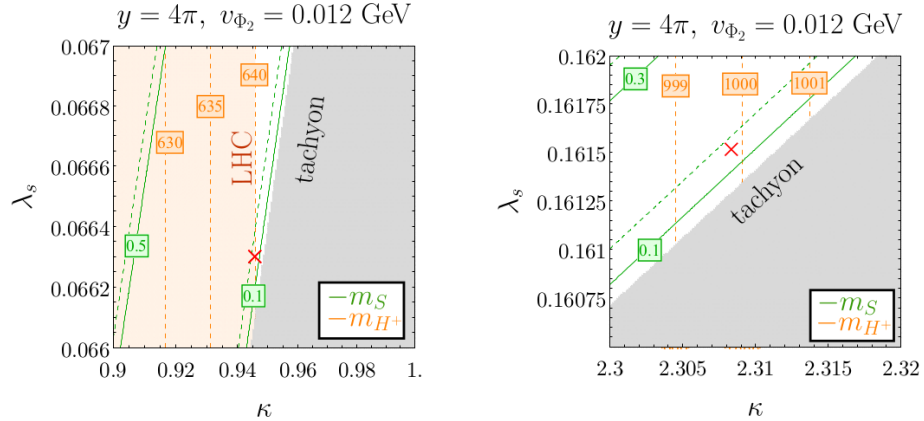 y = 4π, v_{Φ_2} = 0.012 GeV
0.067
0.0668
0.0666
0.0664
0.0662
0.066
λ_s
0.9
0.92
0.94
0.96
0.98
1.
κ
640
635
630
LHC
tachyon
0.5
0.1
m_S
m_{H^+}
y = 4π, v_{Φ_2} = 0.012 GeV
0.162
0.16175
0.1615
0.16125
0.161
0.16075
λ_s
2.3
2.305
2.31
2.315
2.32
κ
0.3
999
1000
1001
tachyon
0.1
m_S
m_{H^+}